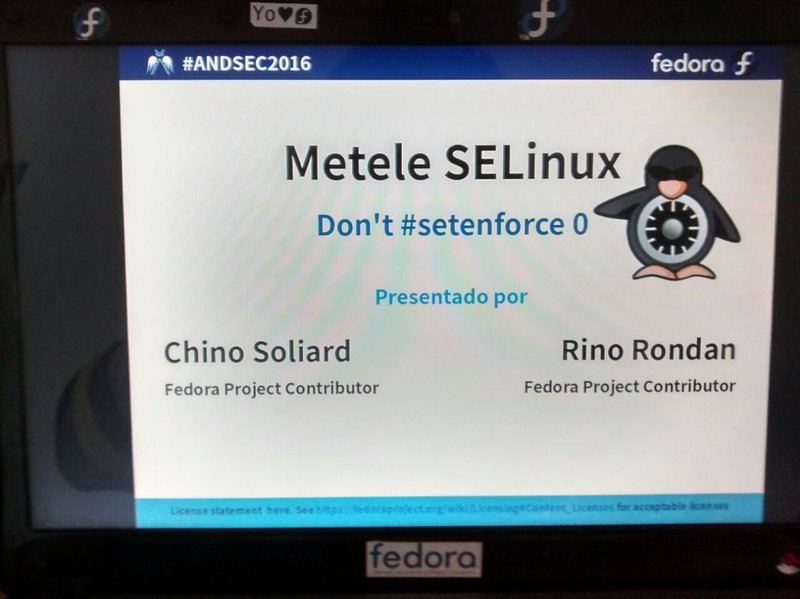 Yo♥
#ANDSEC2016
fedora
Metele SELinux
Don't #setenforce 0
Presentado por
Chino Soliard
Rino Rondan
Fedora Project Contributor
Fedora Project Contributor
License statement here. See https://fedoraproject.org/wiki/Licensing#Content_Licenses for acceptable licenses
fedora